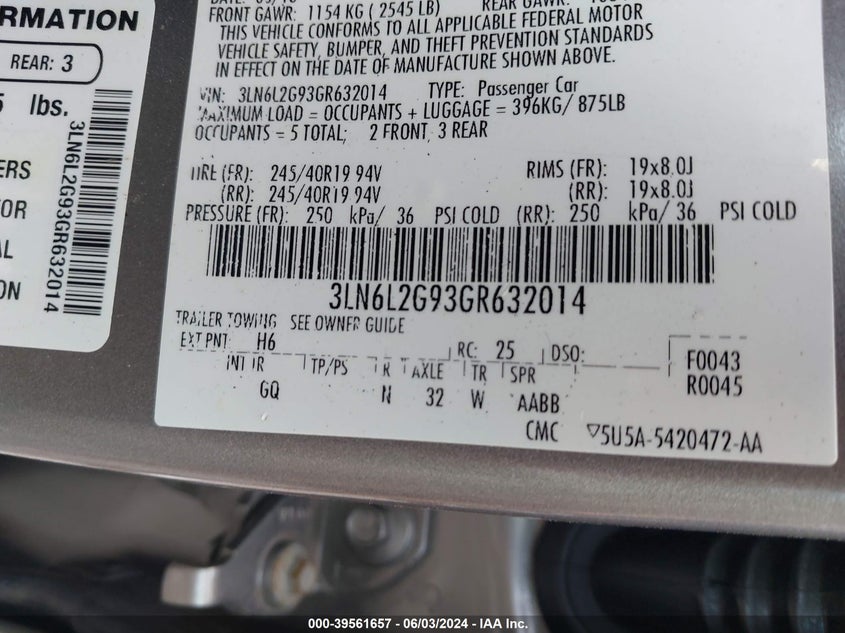 ORMATION
REAR: 3
lbs.
3LN6L2G93GR632014
FRONT GAWR: 1154 KG ( 2545 LB) REAR GAWR:
THIS VEHICLE CONFORMS TO ALL APPLICABLE FEDERAL MOTOR
VEHICLE SAFETY, BUMPER, AND THEFT PREVENTION STANDARDS
IN EFFECT ON THE DATE OF MANUFACTURE SHOWN ABOVE.
VIN: 3LN6L2G93GR632014 TYPE: Passenger Car
MAXIMUM LOAD = OCCUPANTS + LUGGAGE = 396KG/ 875LB
OCCUPANTS = 5 TOTAL; 2 FRONT, 3 REAR
TIRE (FR): 245/40R19 94V RIMS (FR): 19x8.0J
(RR): 245/40R19 94V (RR): 19x8.0J
PRESSURE (FR): 250 kPa/ 36 PSI COLD (RR): 250 kPa/ 36 PSI COLD
3LN6L2G93GR632014
TRAILER TOWING SEE OWNER GUIDE
EXT PNT: H6 RC: 25 DSO: F0043
INT TR TP/PS R AXLE TR SPR R0045
GQ N 32 W AABB
CMC ▽5U5A-5420472-AA
000-39561657 - 06/03/2024 - IAA Inc.